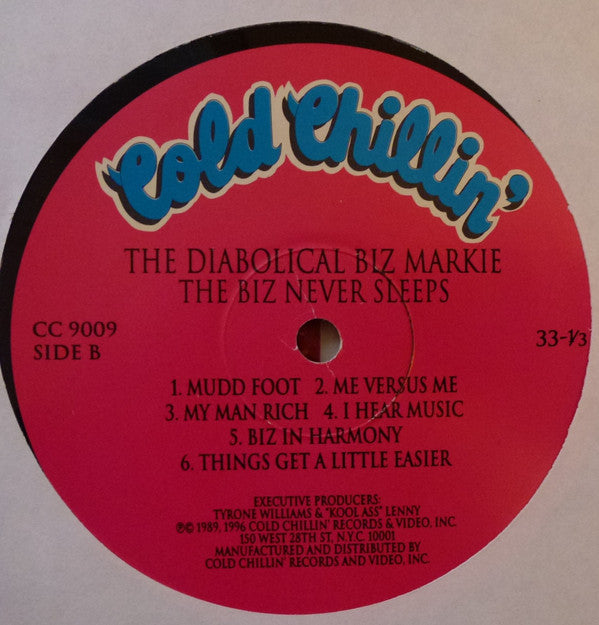 Cold Chillin'
THE DIABOLICAL BIZ MARKIE
THE BIZ NEVER SLEEPS
CC 9009
SIDE B
33-⅓
1. MUDD FOOT 2. ME VERSUS ME
3. MY MAN RICH 4. I HEAR MUSIC
5. BIZ IN HARMONY
6. THINGS GET A LITTLE EASIER
EXECUTIVE PRODUCERS:
TYRONE WILLIAMS & "KOOL ASS" LENNY
℗© 1989, 1996 COLD CHILLIN' RECORDS & VIDEO, INC.
150 WEST 28TH ST, N.Y.C. 10001
MANUFACTURED AND DISTRIBUTED BY
COLD CHILLIN' RECORDS AND VIDEO, INC.